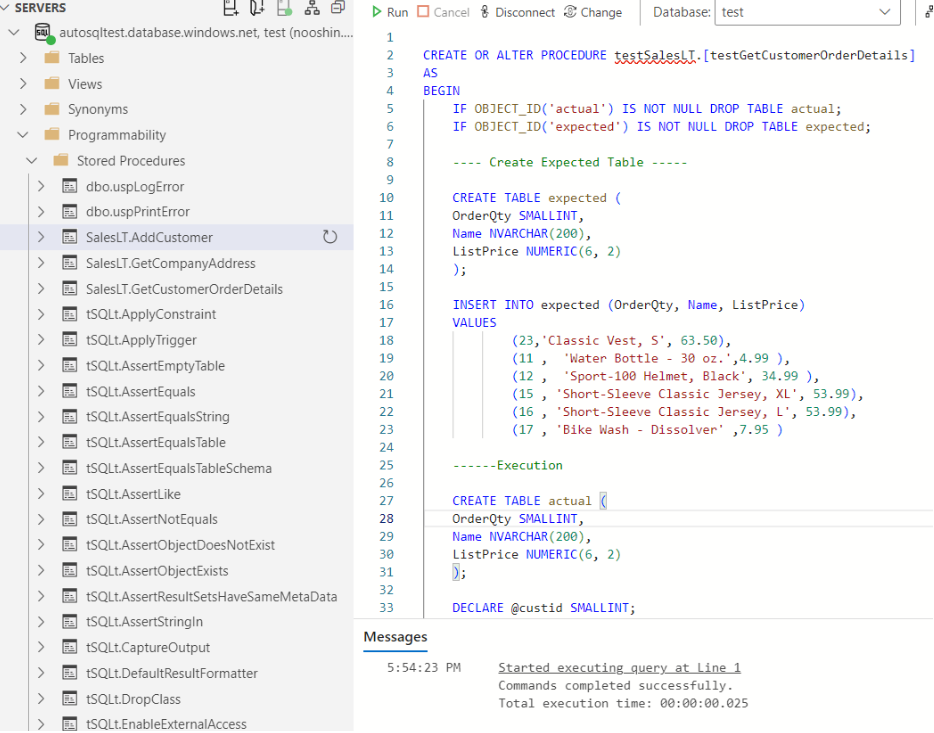 SERVERS
autosqltest.database.windows.net, test (nooshin....
Tables
Views
Synonyms
Programmability
Stored Procedures
dbo.uspLogError
dbo.uspPrintError
SalesLT.AddCustomer
SalesLT.GetCompanyAddress
SalesLT.GetCustomerOrderDetails
tSQLt.ApplyConstraint
tSQLt.ApplyTrigger
tSQLt.AssertEmptyTable
tSQLt.AssertEquals
tSQLt.AssertEqualsString
tSQLt.AssertEqualsTable
tSQLt.AssertEqualsTableSchema
tSQLt.AssertLike
tSQLt.AssertNotEquals
tSQLt.AssertObjectDoesNotExist
tSQLt.AssertObjectExists
tSQLt.AssertResultSetsHaveSameMetaData
tSQLt.AssertStringIn
tSQLt.CaptureOutput
tSQLt.DefaultResultFormatter
tSQLt.DropClass
tSQLt.EnableExternalAccess
Run Cancel Disconnect Change Database: test
1
2 CREATE OR ALTER PROCEDURE testSalesLT.[testGetCustomerOrderDetails]
3 AS
4 BEGIN
5 IF OBJECT_ID('actual') IS NOT NULL DROP TABLE actual;
6 IF OBJECT_ID('expected') IS NOT NULL DROP TABLE expected;
7
8 ---- Create Expected Table -----
9
10 CREATE TABLE expected (
11 OrderQty SMALLINT,
12 Name NVARCHAR(200),
13 ListPrice NUMERIC(6, 2)
14 );
15
16 INSERT INTO expected (OrderQty, Name, ListPrice)
17 VALUES
18 (23,'Classic Vest, S', 63.50),
19 (11 , 'Water Bottle - 30 oz.',4.99 ),
20 (12 , 'Sport-100 Helmet, Black', 34.99 ),
21 (15 , 'Short-Sleeve Classic Jersey, XL', 53.99),
22 (16 , 'Short-Sleeve Classic Jersey, L', 53.99),
23 (17 , 'Bike Wash - Dissolver' ,7.95 )
24
25 ------Execution
26
27 CREATE TABLE actual (
28 OrderQty SMALLINT,
29 Name NVARCHAR(200),
30 ListPrice NUMERIC(6, 2)
31 );
32
33 DECLARE @custid SMALLINT;
Messages
5:54:23 PM Started executing query at Line 1
Commands completed successfully.
Total execution time: 00:00:00.025